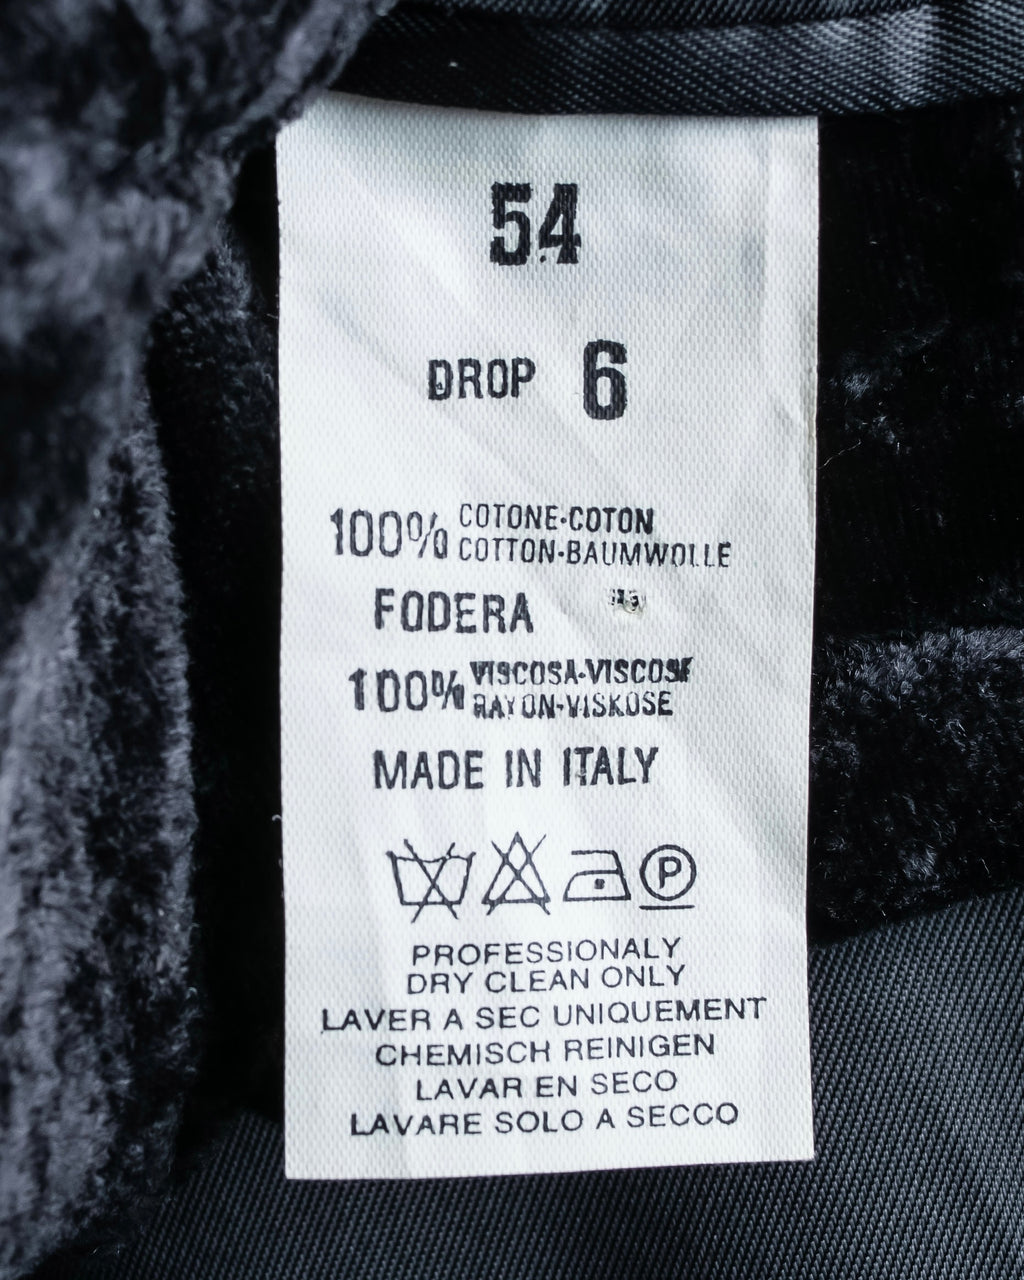 54
DROP 6
100% COTONE-COTON
COTTON-BAUMWOLLE
FODERA
100% VISCOSA-VISCOSE
RAYON-VISKOSE
MADE IN ITALY
P
PROFESSIONALY
DRY CLEAN ONLY
LAVER A SEC UNIQUEMENT
CHEMISCH REINIGEN
LAVAR EN SECO
LAVARE SOLO A SECCO